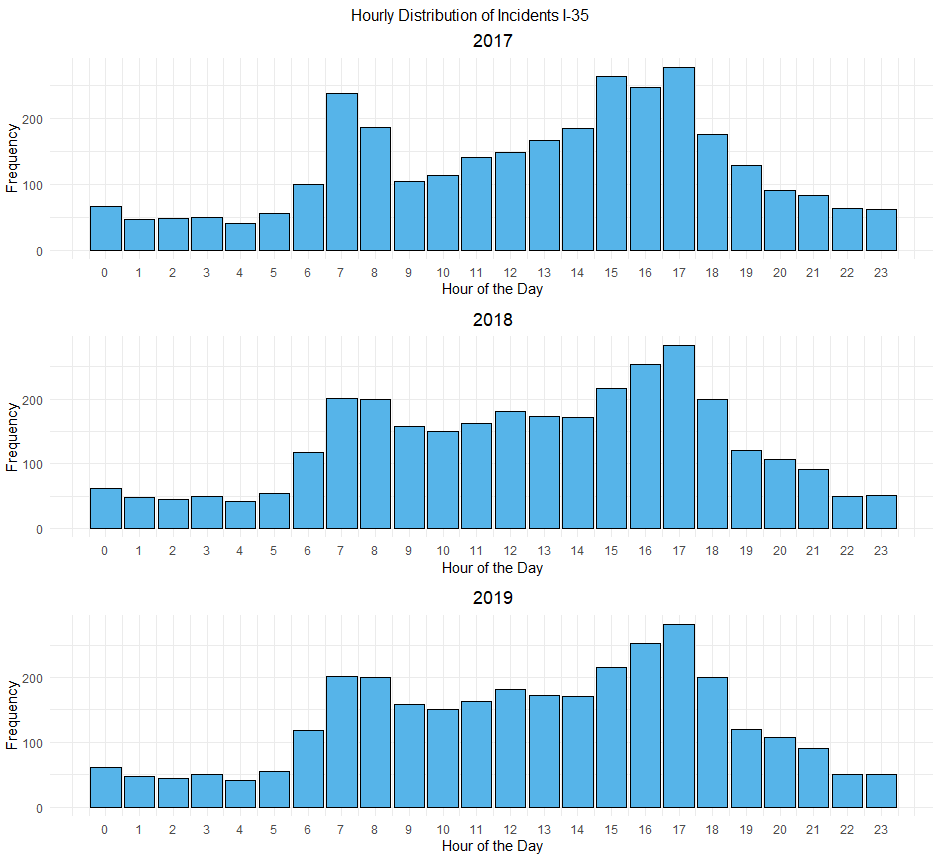 Hourly Distribution of Incidents I-35
2017
Frequency
200
100
0
0 1 2 3 4 5 6 7 8 9 10 11 12 13 14 15 16 17 18 19 20 21 22 23
Hour of the Day
2018
Frequency
200
100
0
0 1 2 3 4 5 6 7 8 9 10 11 12 13 14 15 16 17 18 19 20 21 22 23
Hour of the Day
2019
Frequency
200
100
0
0 1 2 3 4 5 6 7 8 9 10 11 12 13 14 15 16 17 18 19 20 21 22 23
Hour of the Day